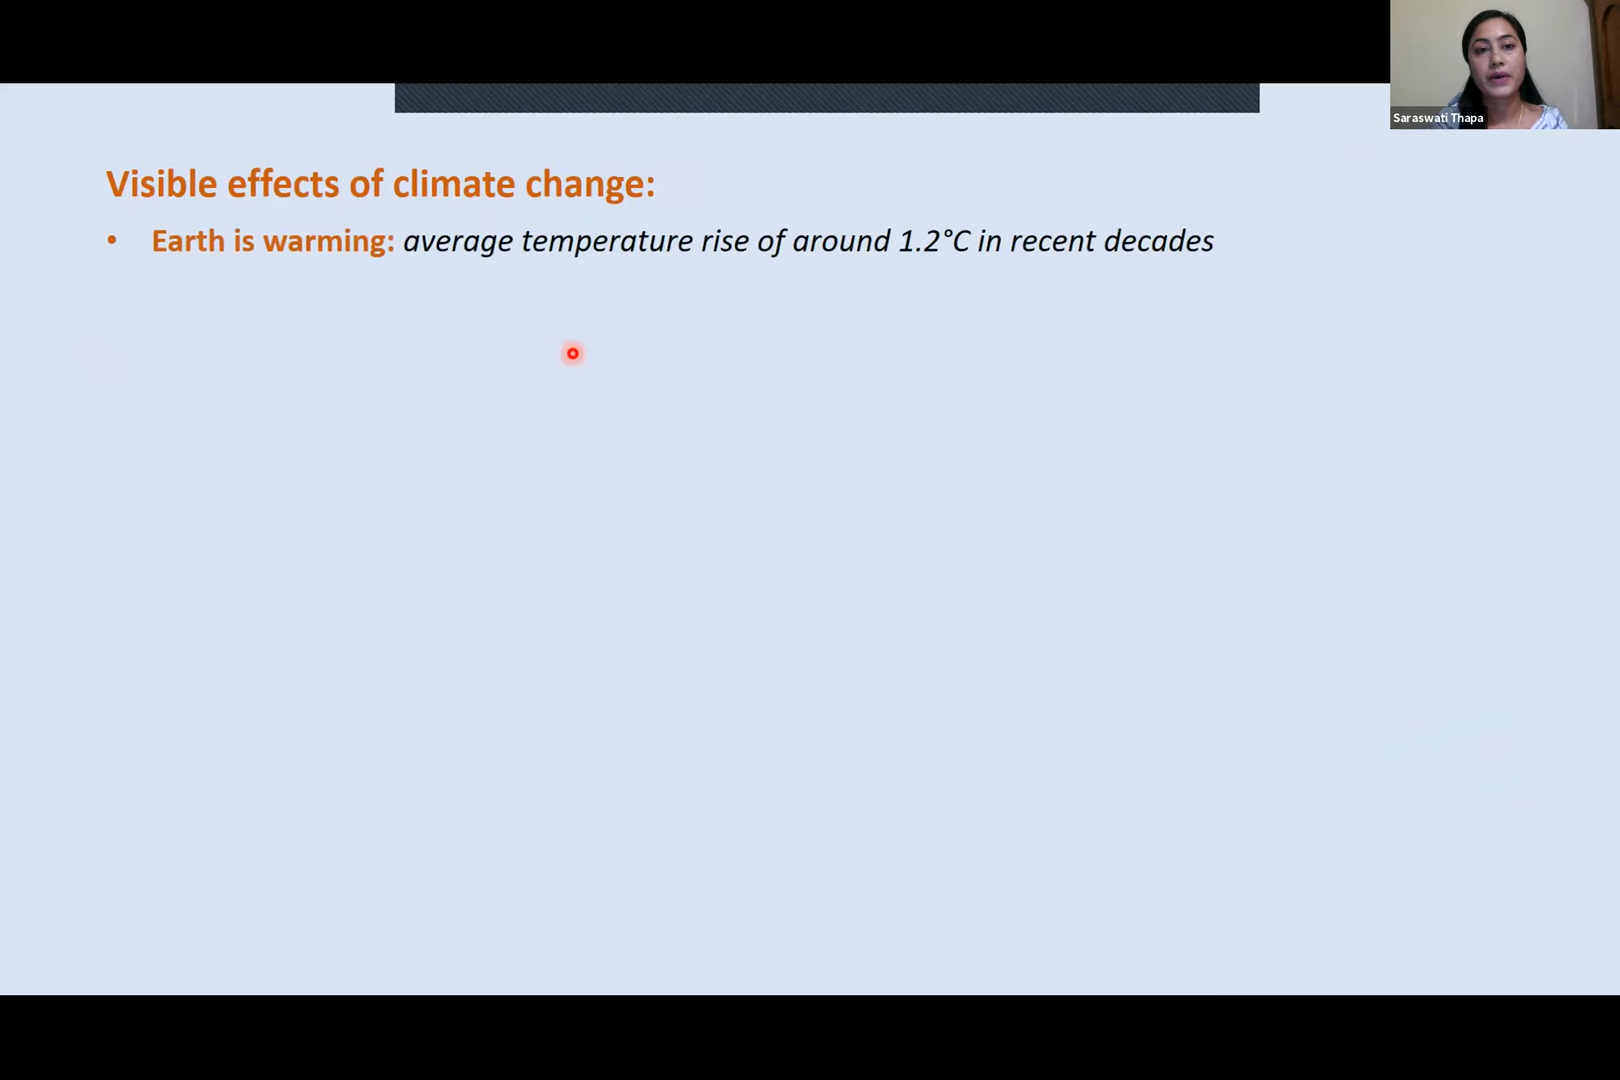 Saraswati Thapa
Visible effects of climate change:
• Earth is warming: average temperature rise of around 1.2°C in recent decades